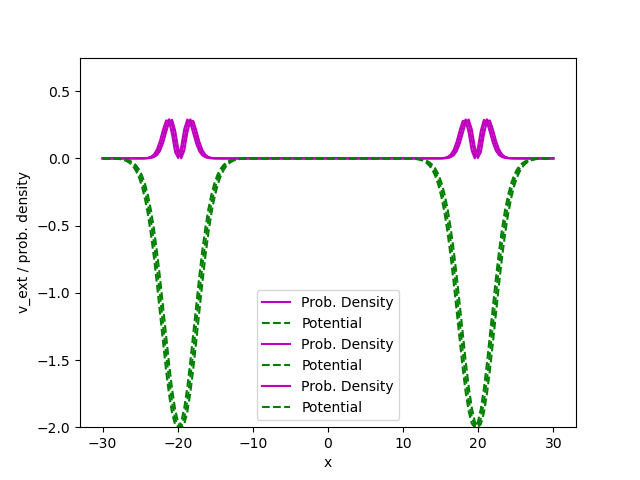 0.5
0.0
−0.5
−1.0
−1.5
−2.0
v_ext / prob. density
Prob. Density
Potential
Prob. Density
Potential
Prob. Density
Potential
−30 −20 −10 0 10 20 30
x